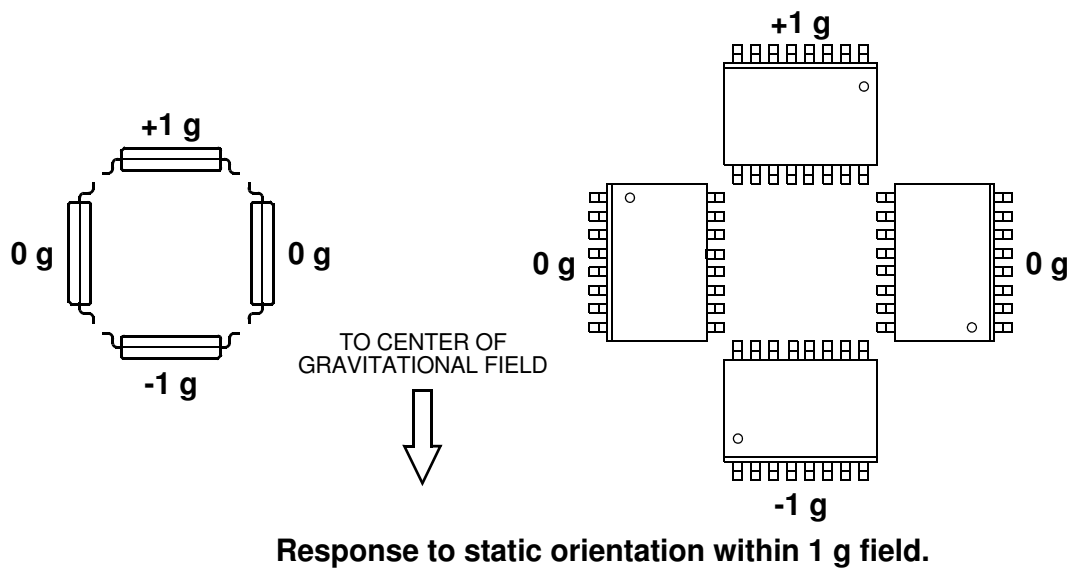 +1 g
+1 g
0 g
0 g
0 g
0 g
TO CENTER OF
GRAVITATIONAL FIELD
-1 g
-1 g
Response to static orientation within 1 g field.